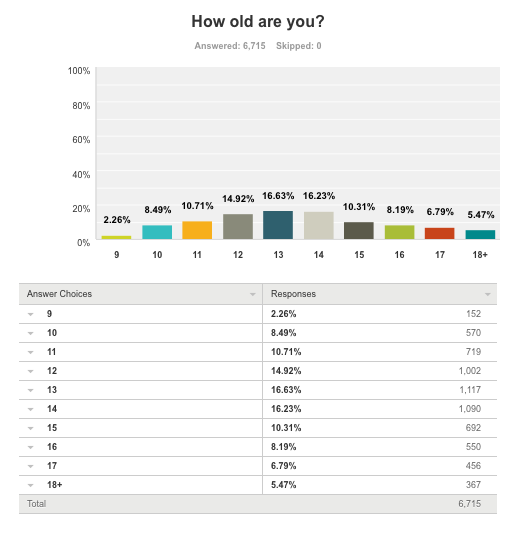 How old are you?
Answered: 6,715 Skipped: 0
100%
80%
60%
40%
20%
0%
2.26% 8.49% 10.71% 14.92% 16.63% 16.23% 10.31% 8.19% 6.79% 5.47%
9 10 11 12 13 14 15 16 17 18+
Answer Choices Responses
9 2.26% 152
10 8.49% 570
11 10.71% 719
12 14.92% 1,002
13 16.63% 1,117
14 16.23% 1,090
15 10.31% 692
16 8.19% 550
17 6.79% 456
18+ 5.47% 367
Total 6,715